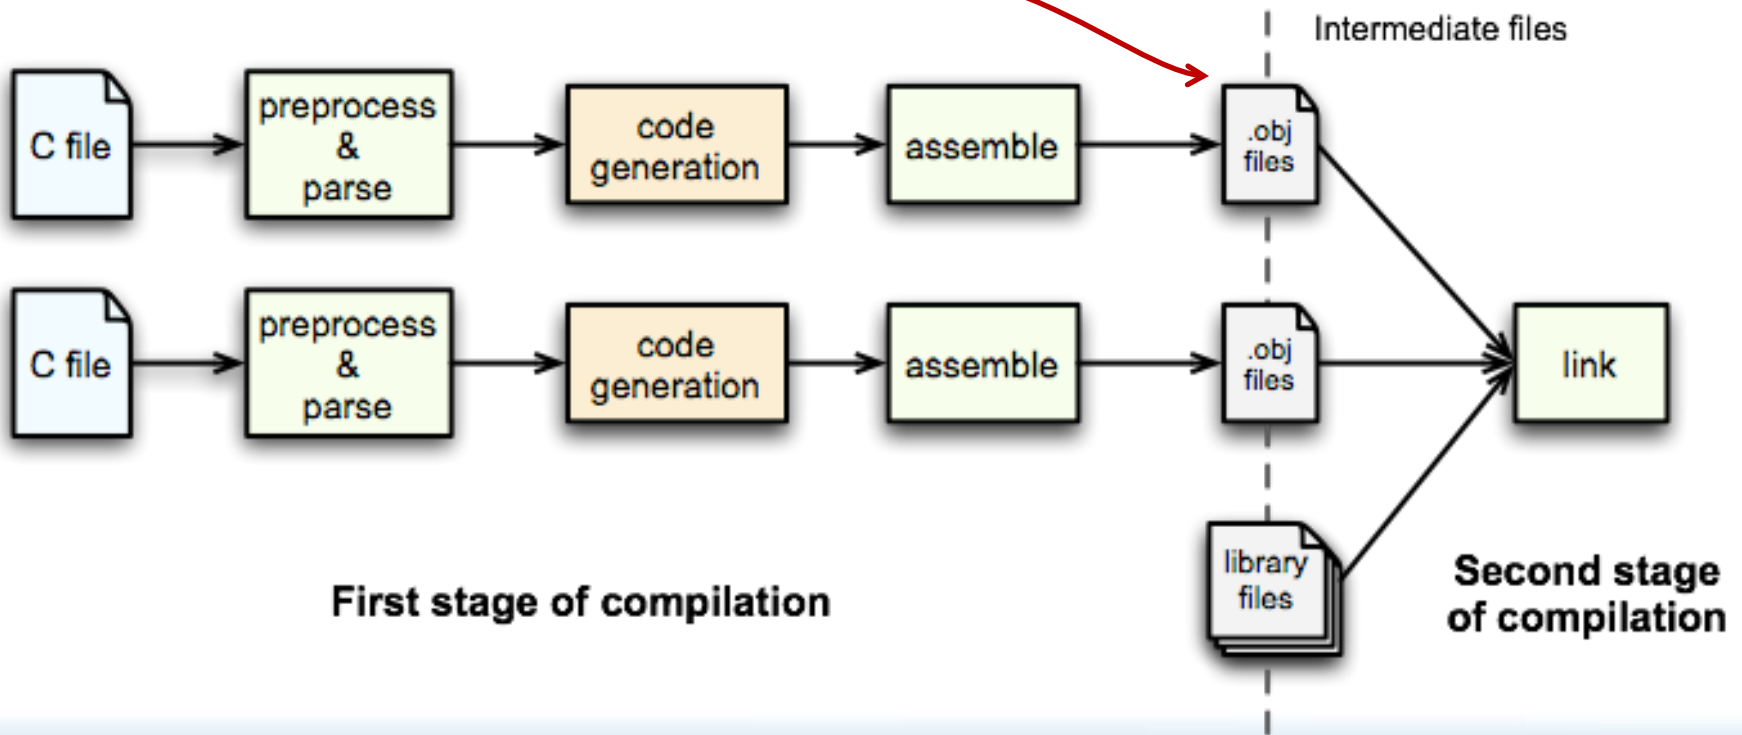 Intermediate files
C file
preprocess
&
parse
code
generation
assemble
.obj
files
C file
preprocess
&
parse
code
generation
assemble
.obj
files
link
library
files
First stage of compilation
Second stage
of compilation